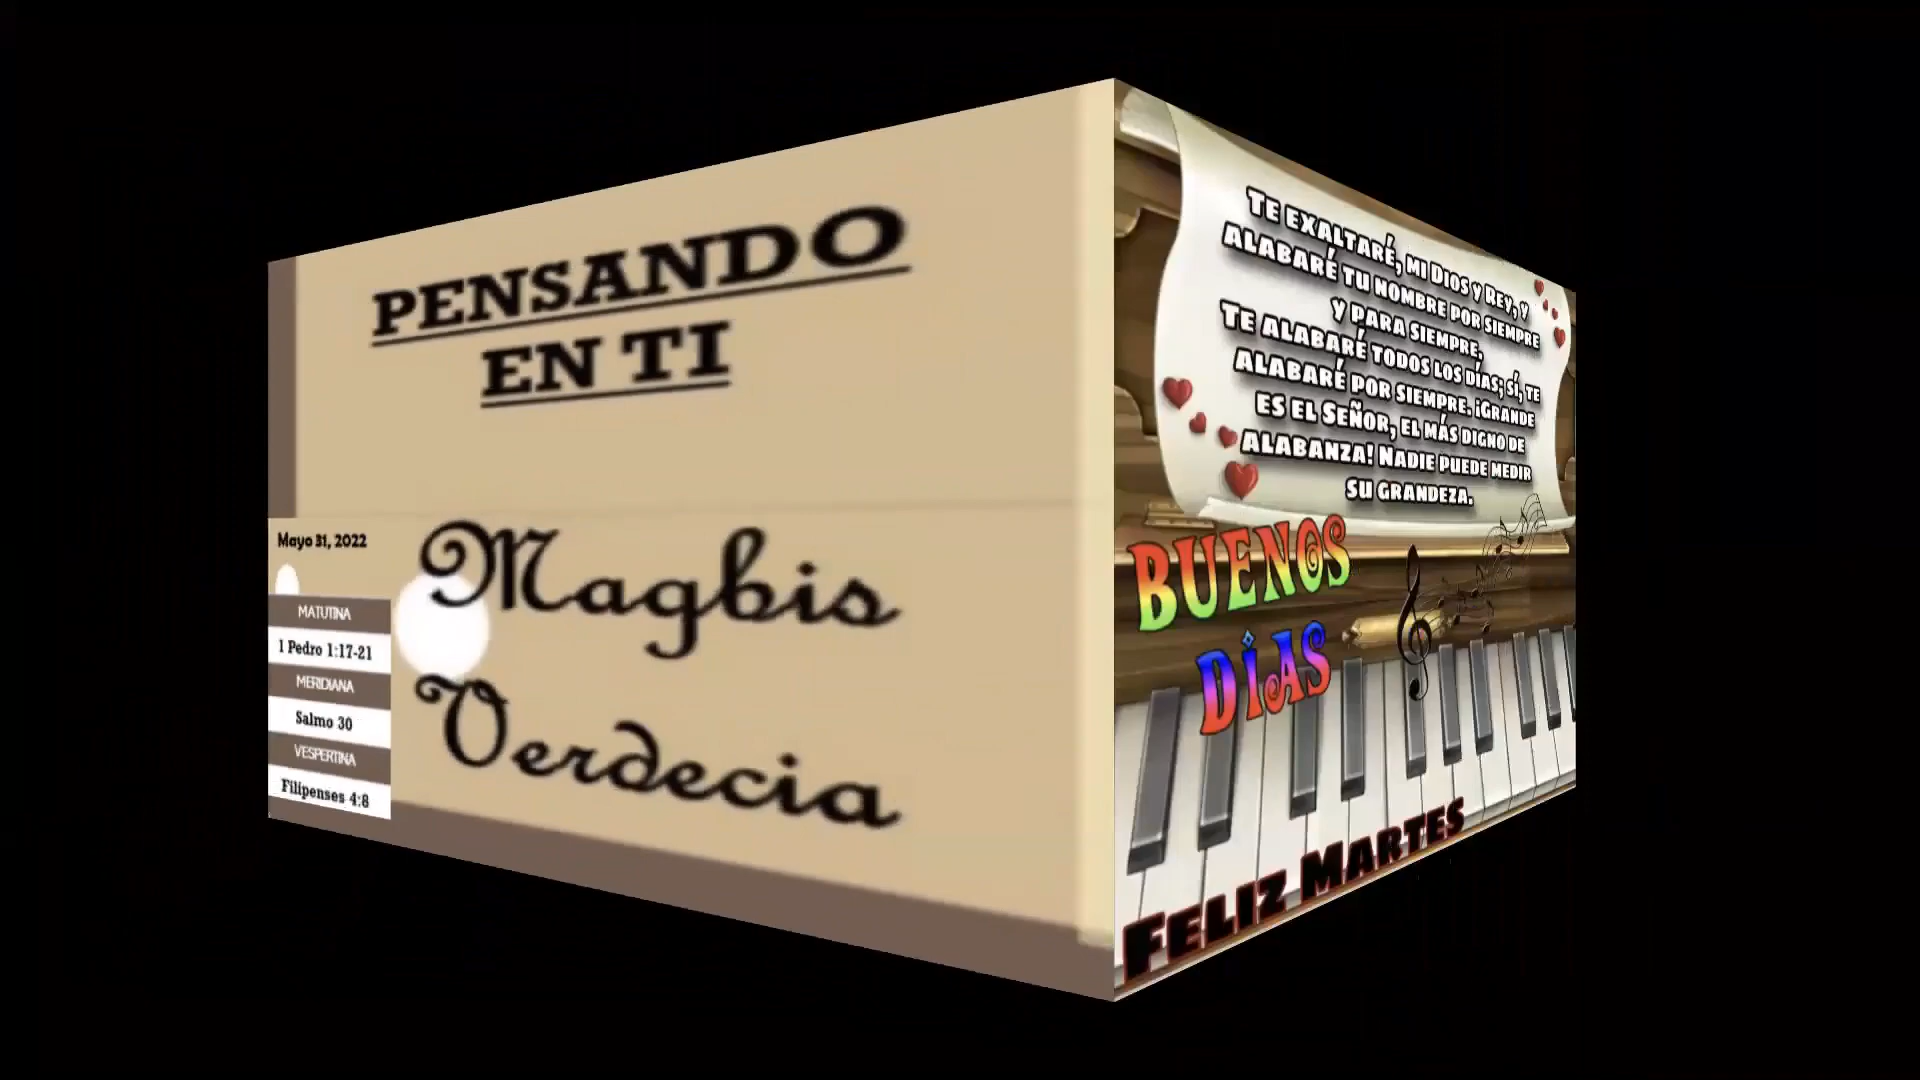 PENSANDO
EN TI
Magbis
Verdecia
Mayo 31, 2022
MATUTINA
1 Pedro 1:17-21
MERIDIANA
Salmo 30
VESPERTINA
Filipenses 4:8
Te exaltaré, mi Dios y Rey, y
alabaré tu nombre por siempre
y para siempre.
Te alabaré todos los días; sí, te
alabaré por siempre. ¡Grande
es el Señor, el más digno de
alabanza! Nadie puede medir
su grandeza.
BUENOS
DÍAS
Feliz Martes